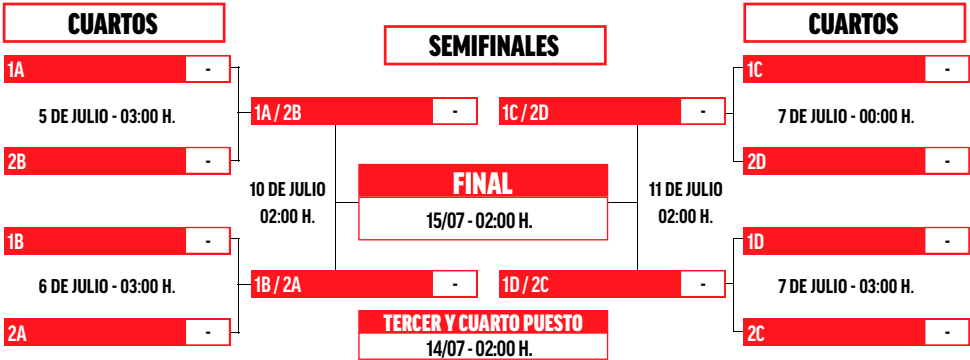 CUARTOS
1A -
5 DE JULIO - 03:00 H.
2B -
1B -
6 DE JULIO - 03:00 H.
2A -
SEMIFINALES
1A / 2B -
10 DE JULIO
02:00 H.
1B / 2A -
1C / 2D -
11 DE JULIO
02:00 H.
1D / 2C -
FINAL
15/07 - 02:00 H.
TERCER Y CUARTO PUESTO
14/07 - 02:00 H.
CUARTOS
1C -
7 DE JULIO - 00:00 H.
2D -
1D -
7 DE JULIO - 03:00 H.
2C -